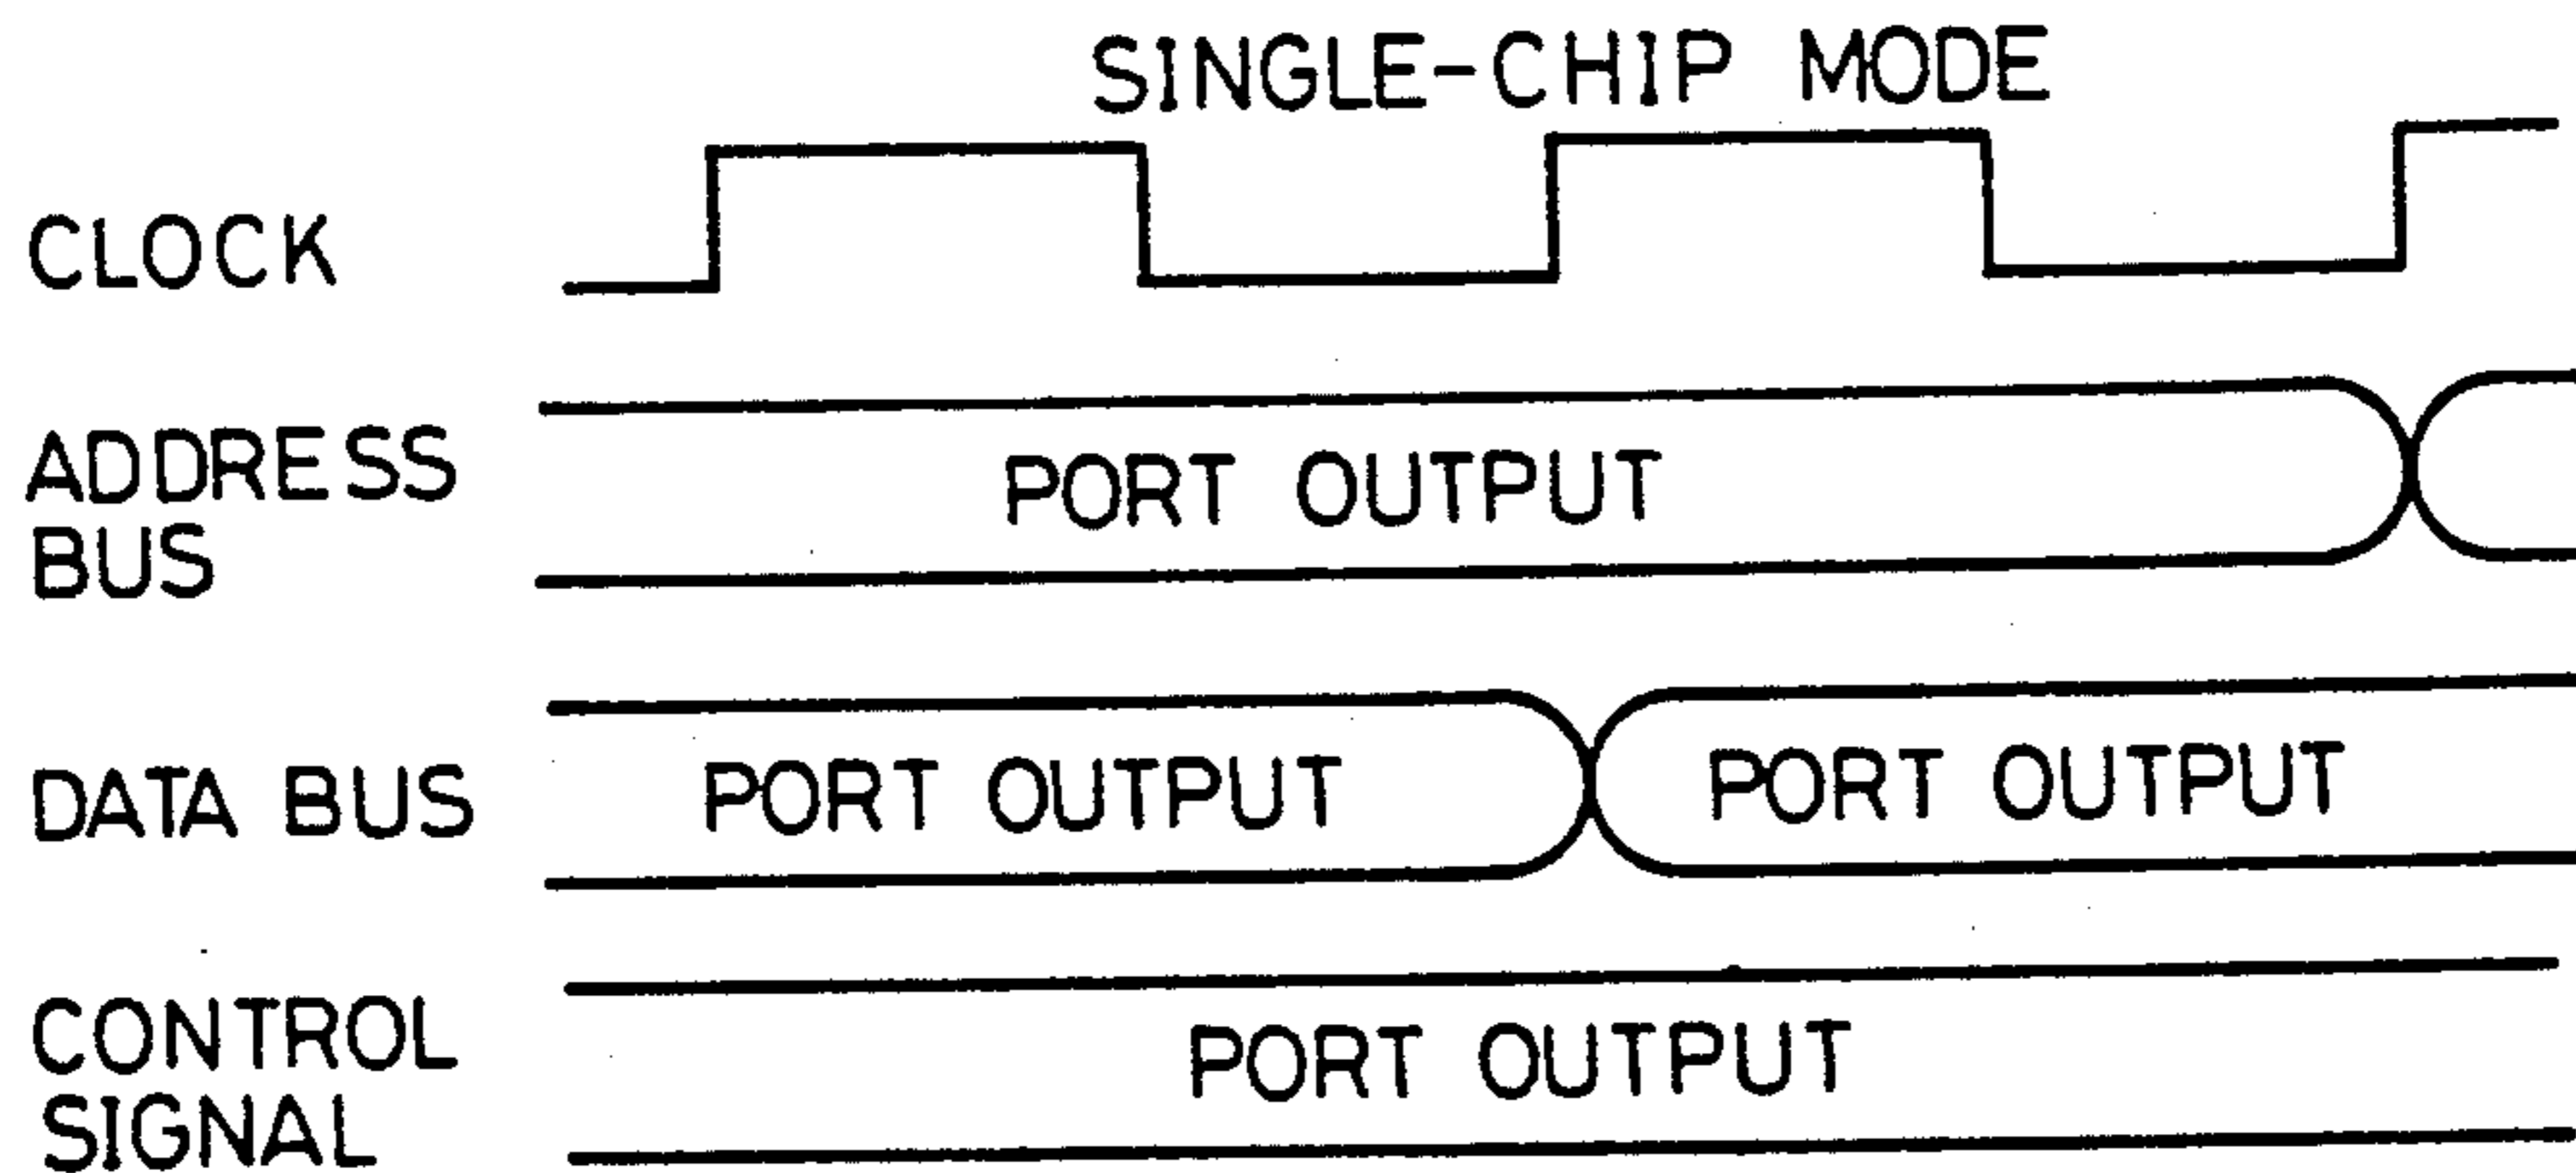 SINGLE-CHIP MODE
CLOCK
ADDRESS
BUS
PORT OUTPUT
DATA BUS
PORT OUTPUT
PORT OUTPUT
CONTROL
SIGNAL
PORT OUTPUT